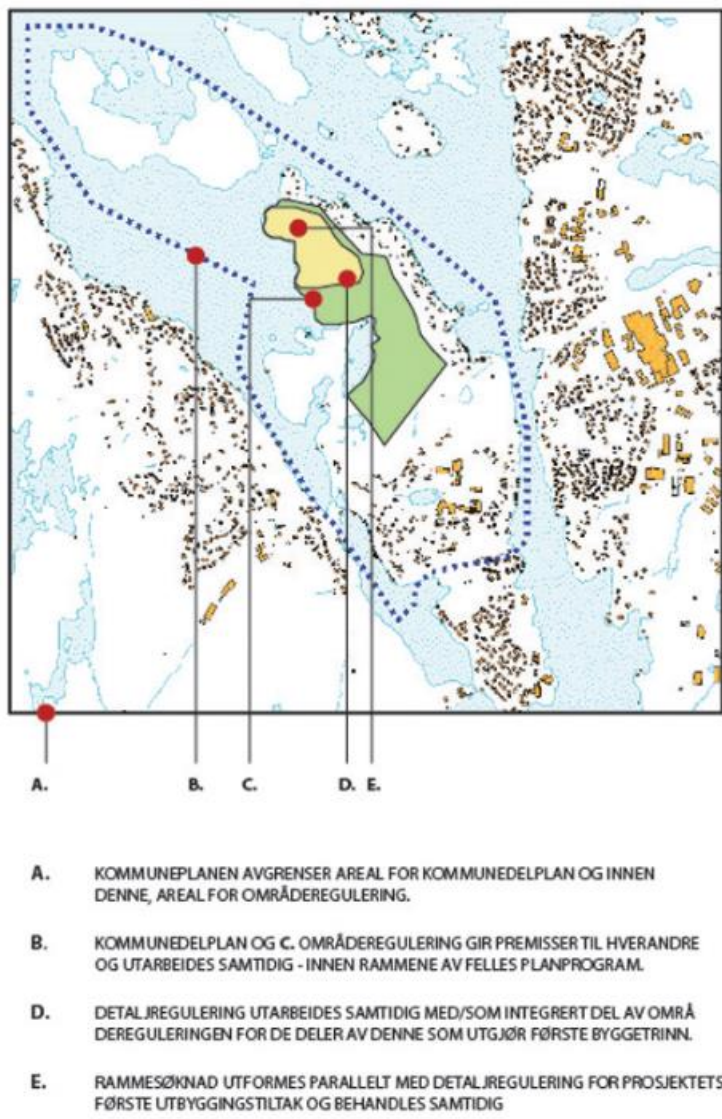 A. B. C. D. E.
A. KOMMUNEPLANEN AVGRENSER AREAL FOR KOMMUNEDELPLAN OG INNEN
DENNE, AREAL FOR OMRÅDEREGULERING.
B. KOMMUNEDELPLAN OG C. OMRÅDEREGULERING GIR PREMISSER TIL HVERANDRE
OG UTARBEIDES SAMTIDIG - INNEN RAMMENE AV FELLES PLANPROGRAM.
D. DETALJREGULERING UTARBEIDES SAMTIDIG MED/SOM INTEGRERT DEL AV OMRÅ
DEREGULERINGEN FOR DE DELER AV DENNE SOM UTGJØR FØRSTE BYGGETRINN.
E. RAMMESØKNAD UTFORMES PARALLELT MED DETALJREGULERING FOR PROSJEKTETS
FØRSTE UTBYGGINGSTILTAK OG BEHANDLES SAMTIDIG